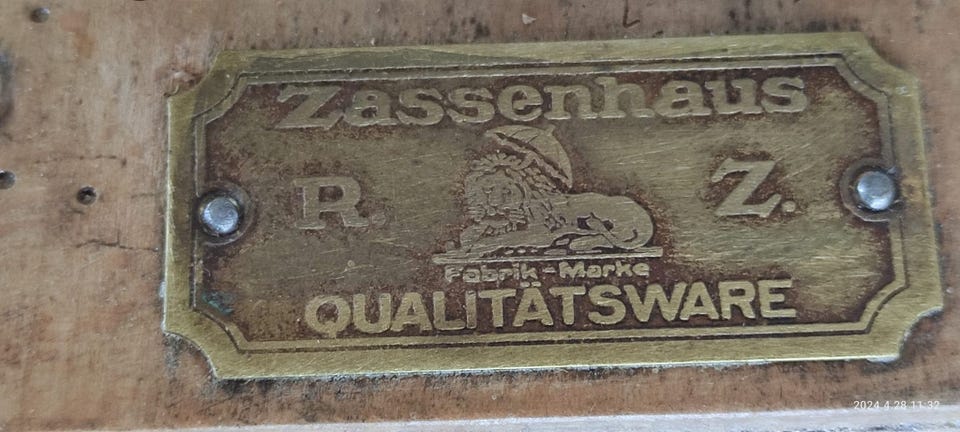 Zassenhaus
R. Z.
Fabrik-Marke
QUALITÄTSWARE
2024.4.28 11:32